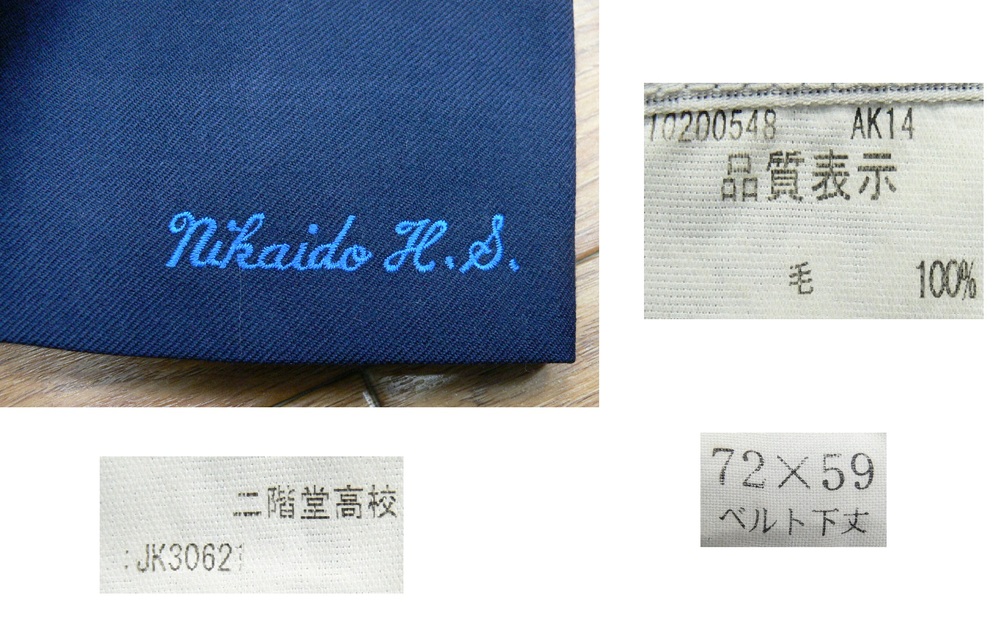 Nikaido H.S.
10200548 AK14
品質表示
毛 100%
二階堂高校
:JK30621
72×59
ベルト下丈